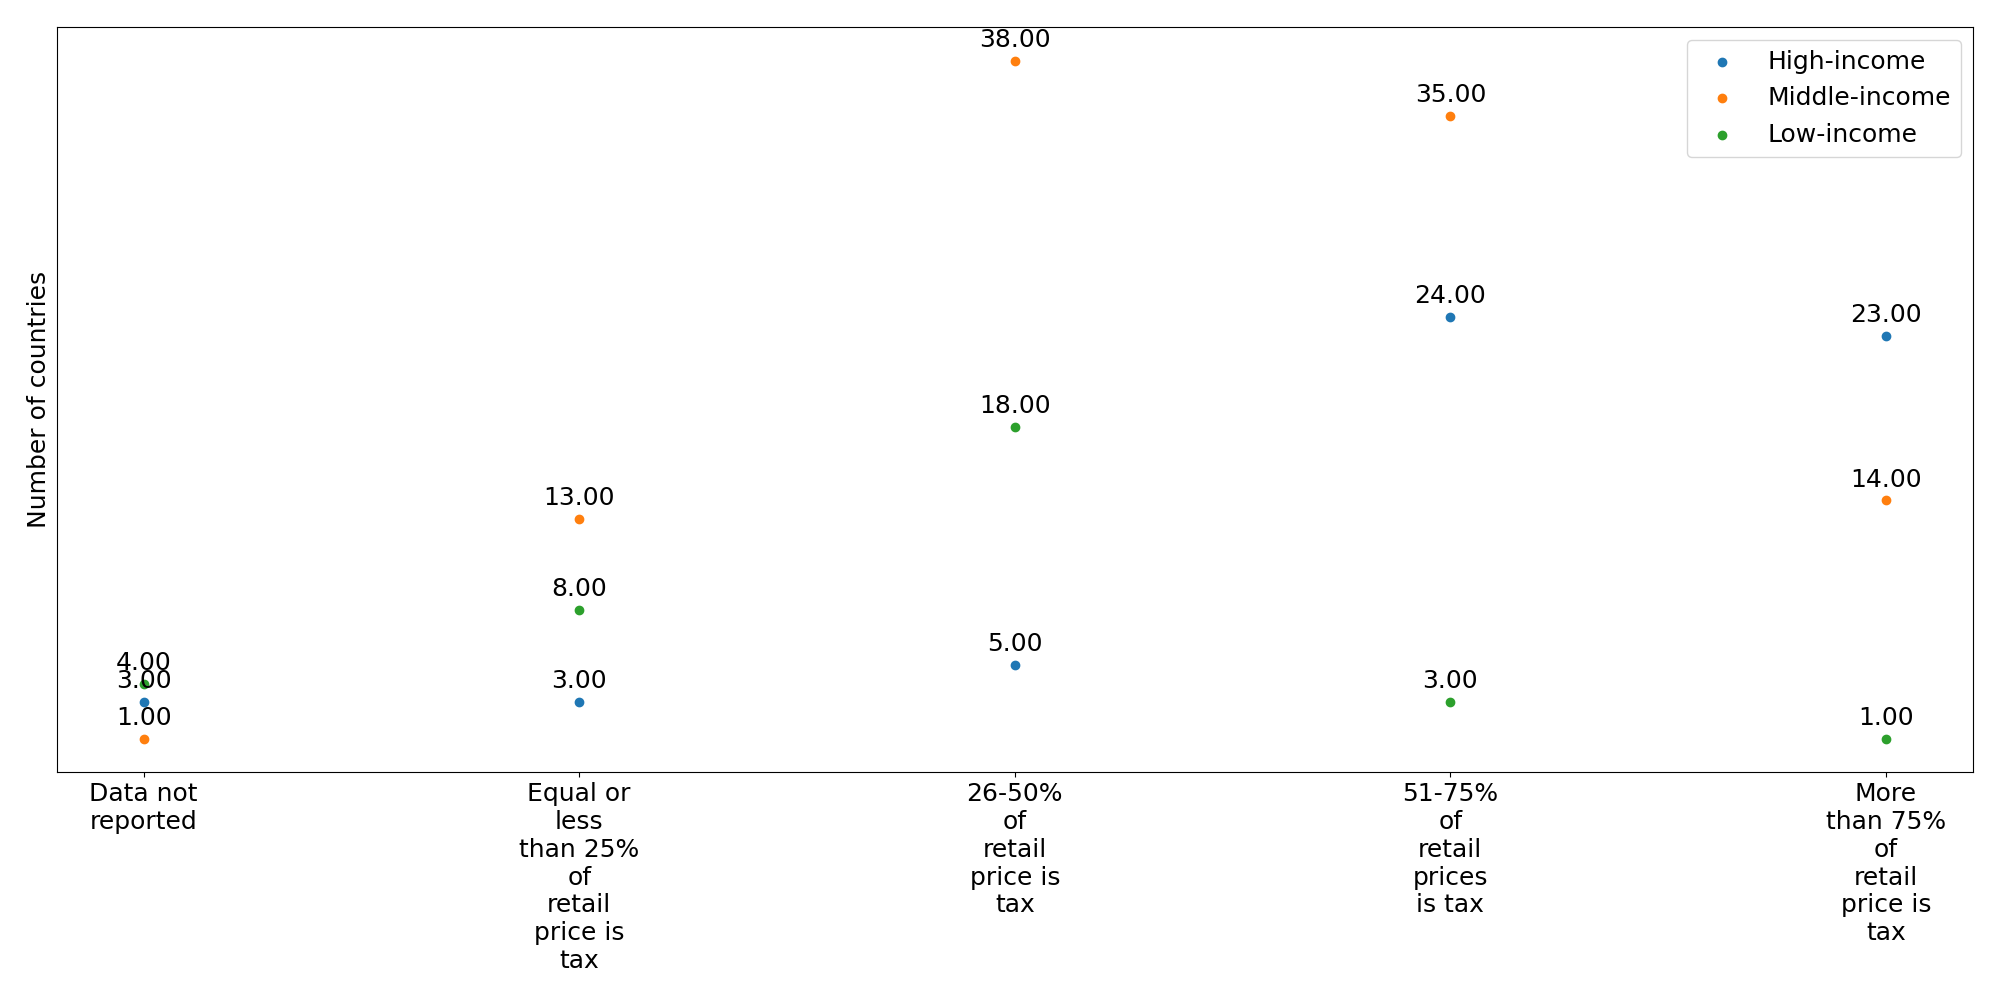 38.00
High-income
Middle-income
Low-income
35.00
24.00
23.00
18.00
14.00
13.00
8.00
5.00
4.00
3.00
3.00
3.00
1.00
1.00
Number of countries
Data not
reported
Equal or
less
than 25%
of
retail
price is
tax
26-50%
of
retail
price is
tax
51-75%
of
retail
prices
is tax
More
than 75%
of
retail
price is
tax